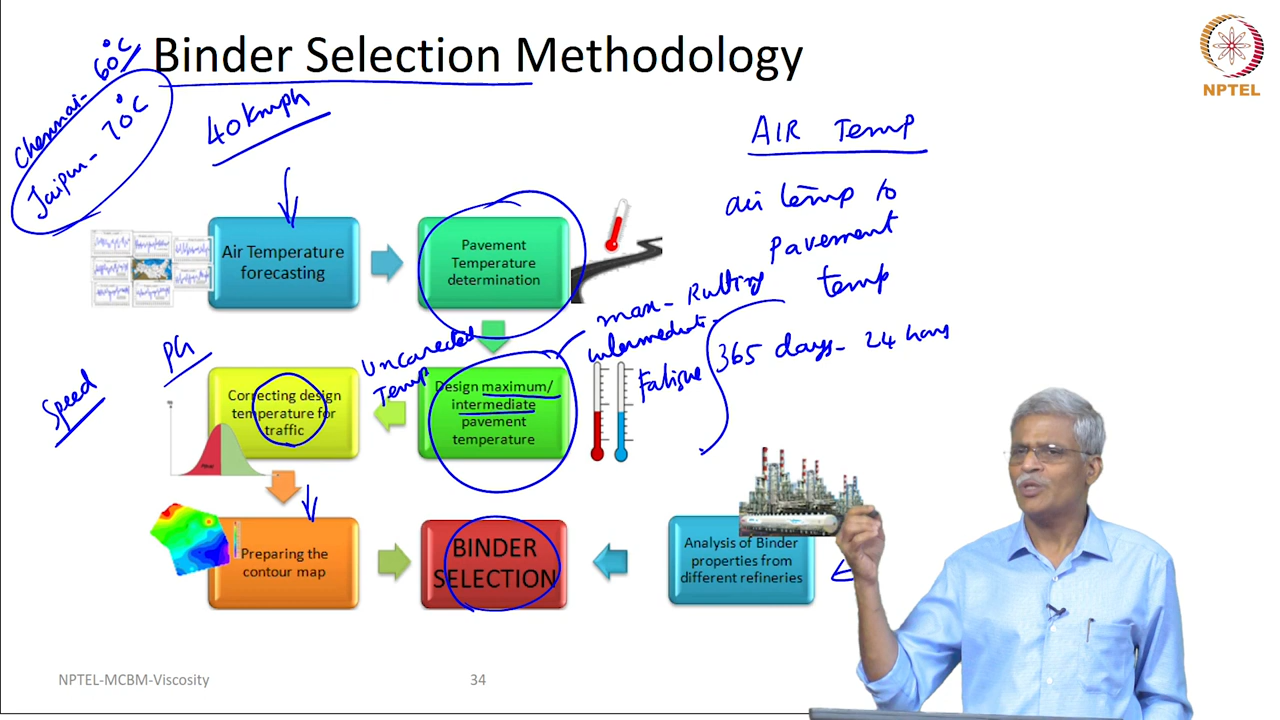 Binder Selection Methodology
NPTEL
Chennai - 60°C
Jaipur - 70°C
40 Kmph
AIR Temp
air temp to
pavement
temp
Air Temperature
forecasting
Pavement
Temperature
determination
max - Rutting
intermediate -
Fatigue
365 days - 24 hours
Uncorrected
Temp
PG
Speed
Correcting design
temperature for
traffic
Design maximum/
intermediate
pavement
temperature
Preparing the
contour map
BINDER
SELECTION
Analysis of Binder
properties from
different refineries
NPTEL-MCBM-Viscosity
34